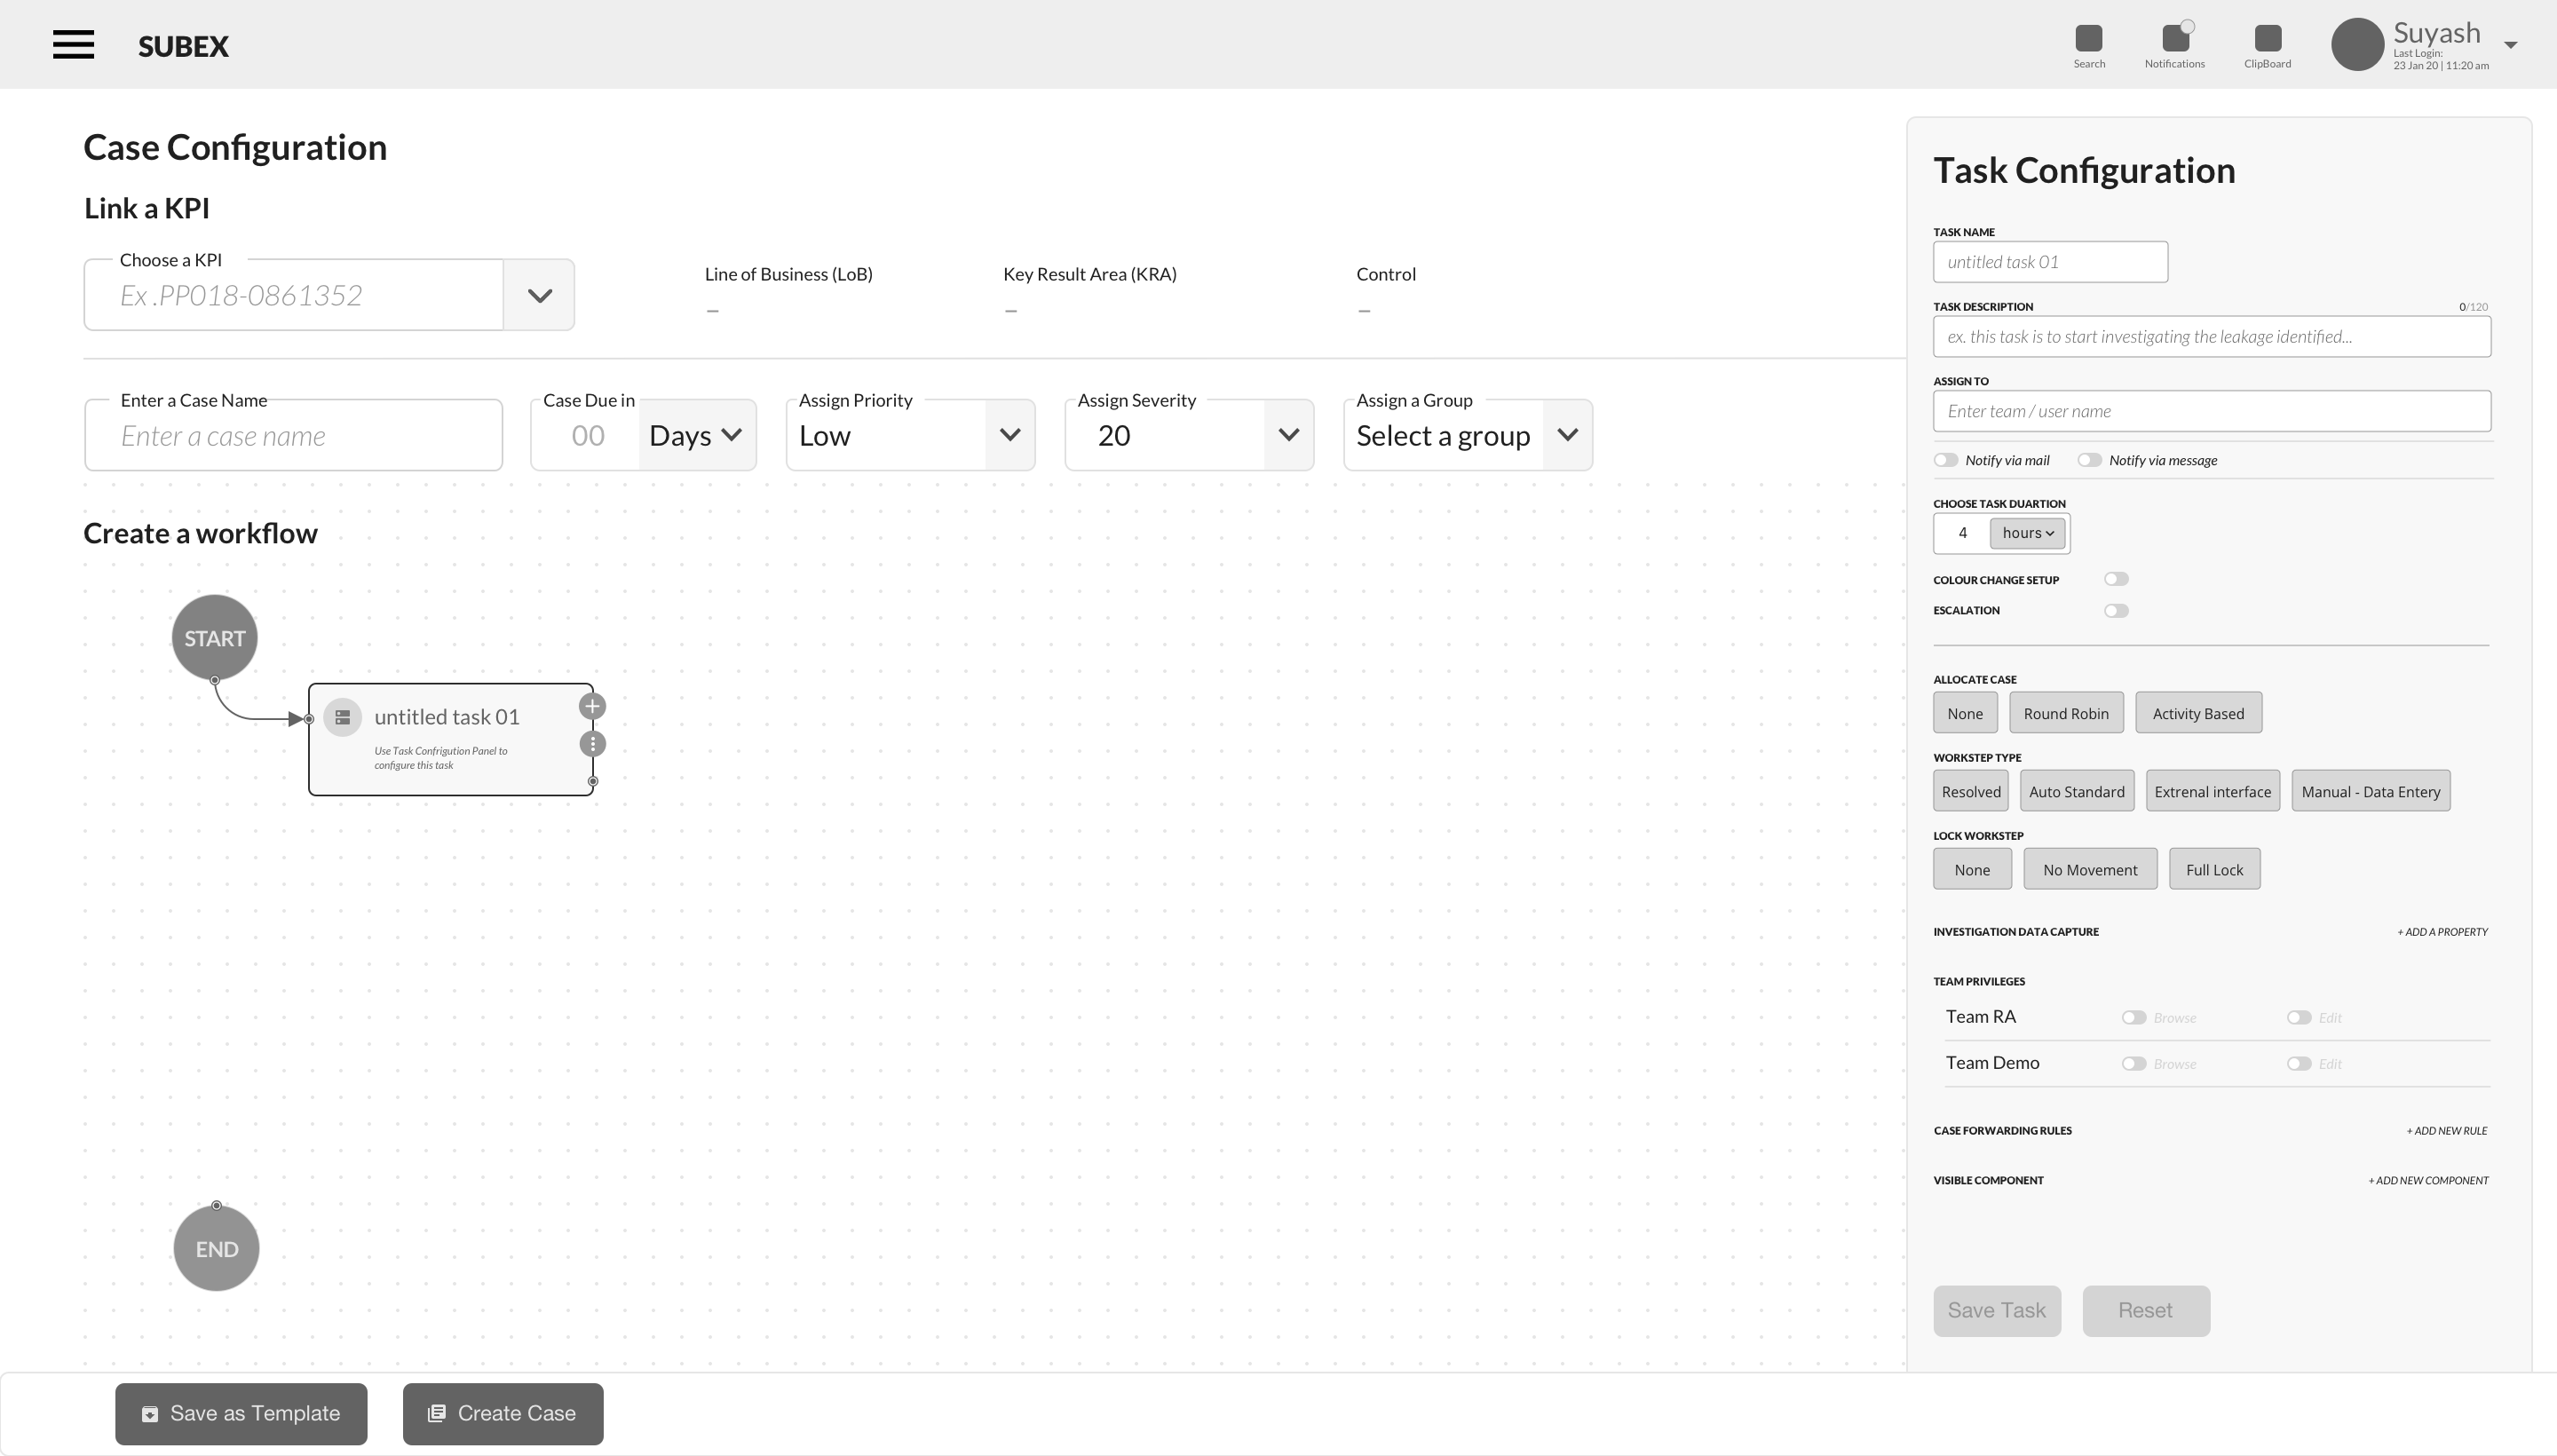 SUBEX
Search
Notifications
ClipBoard
Suyash
Last Login:
23 Jan 20 | 11:20 am
Case Configuration
Link a KPI
Choose a KPI
Ex .PP018-0861352
Line of Business (LoB)
–
Key Result Area (KRA)
–
Control
–
Enter a Case Name
Enter a case name
Case Due in
00
Days
Assign Priority
Low
Assign Severity
20
Assign a Group
Select a group
Create a workflow
START
untitled task 01
Use Task Confrigution Panel to
configure this task
END
Task Configuration
TASK NAME
untitled task 01
TASK DESCRIPTION
0/120
ex. this task is to start investigating the leakage identified...
ASSIGN TO
Enter team / user name
Notify via mail
Notify via message
CHOOSE TASK DUARTION
4
hours
COLOUR CHANGE SETUP
ESCALATION
ALLOCATE CASE
None
Round Robin
Activity Based
WORKSTEP TYPE
Resolved
Auto Standard
Extrenal interface
Manual - Data Entery
LOCK WORKSTEP
None
No Movement
Full Lock
INVESTIGATION DATA CAPTURE
+ ADD A PROPERTY
TEAM PRIVILEGES
Team RA
Browse
Edit
Team Demo
Browse
Edit
CASE FORWARDING RULES
+ ADD NEW RULE
VISIBLE COMPONENT
+ ADD NEW COMPONENT
Save Task
Reset
Save as Template
Create Case